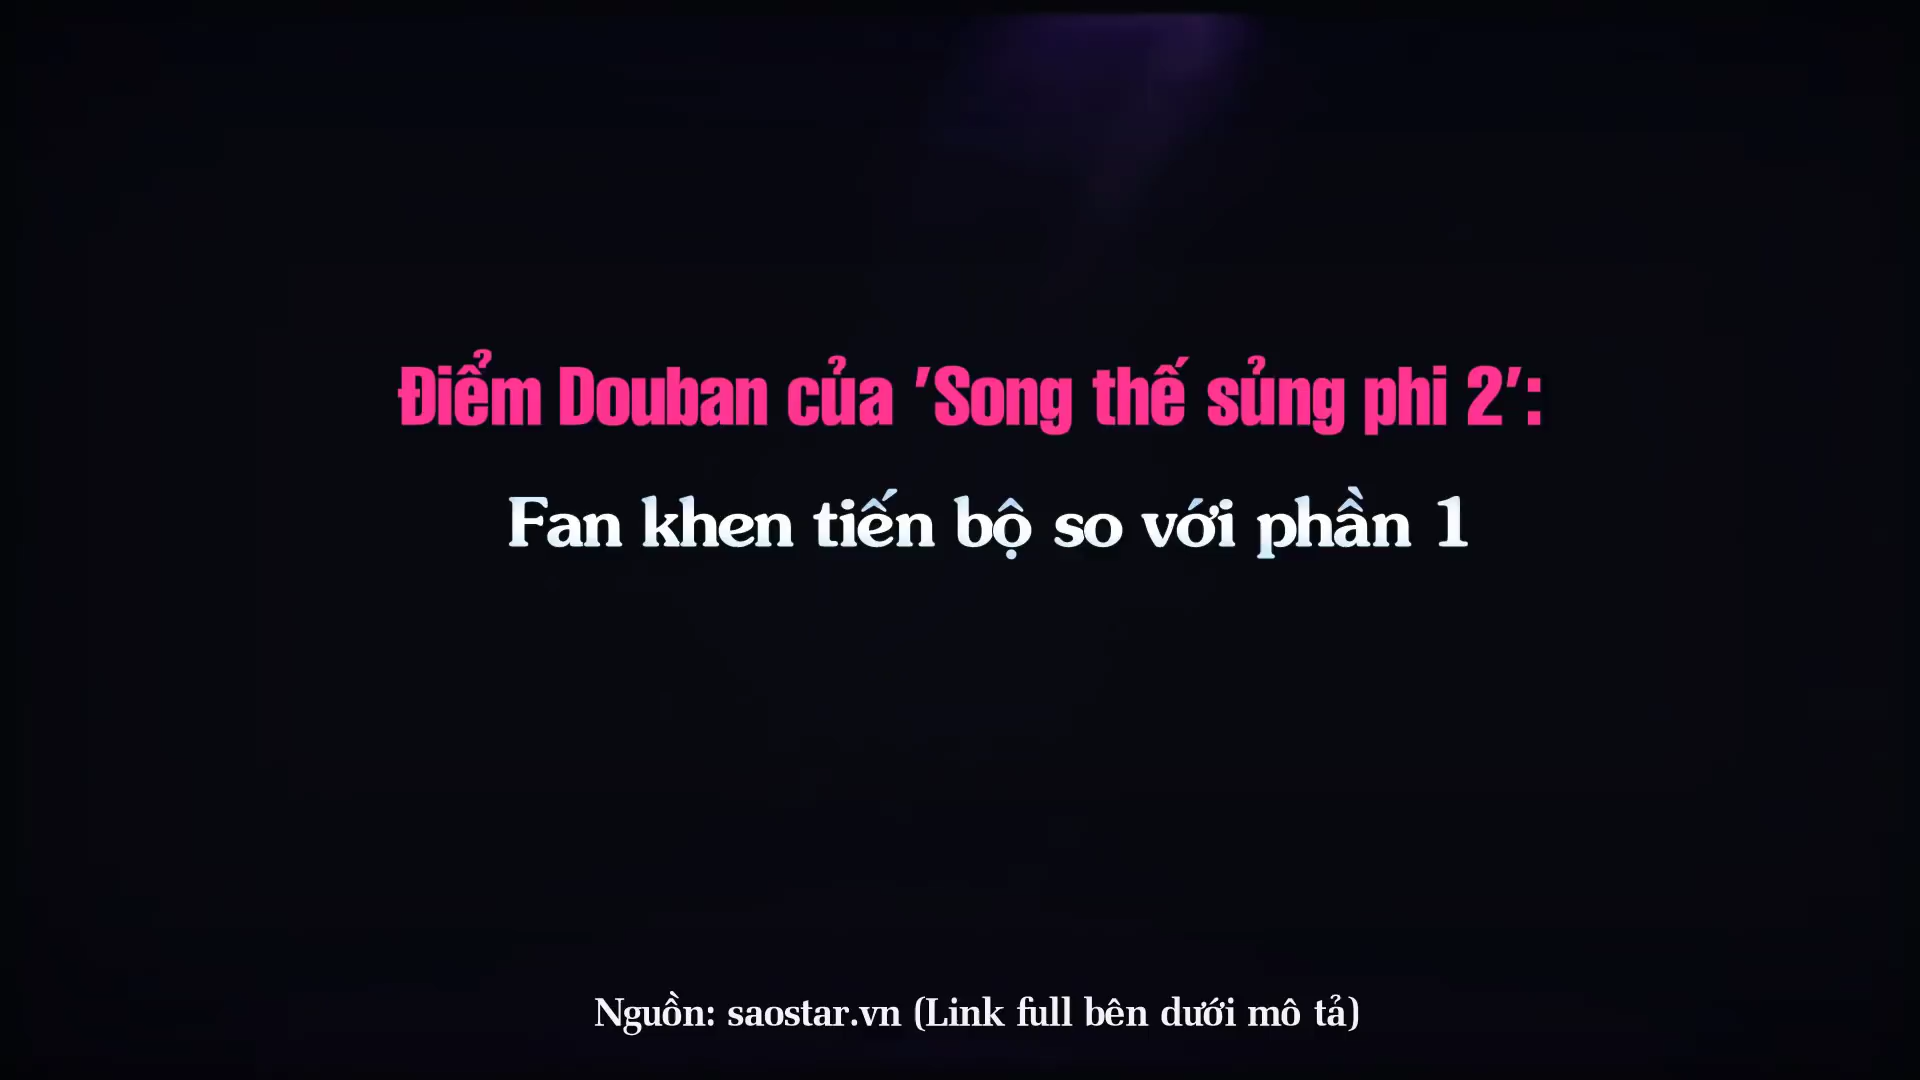 Điểm Douban của 'Song thế sủng phi 2':
Fan khen tiến bộ so với phần 1
Nguồn: saostar.vn (Link full bên dưới mô tả)